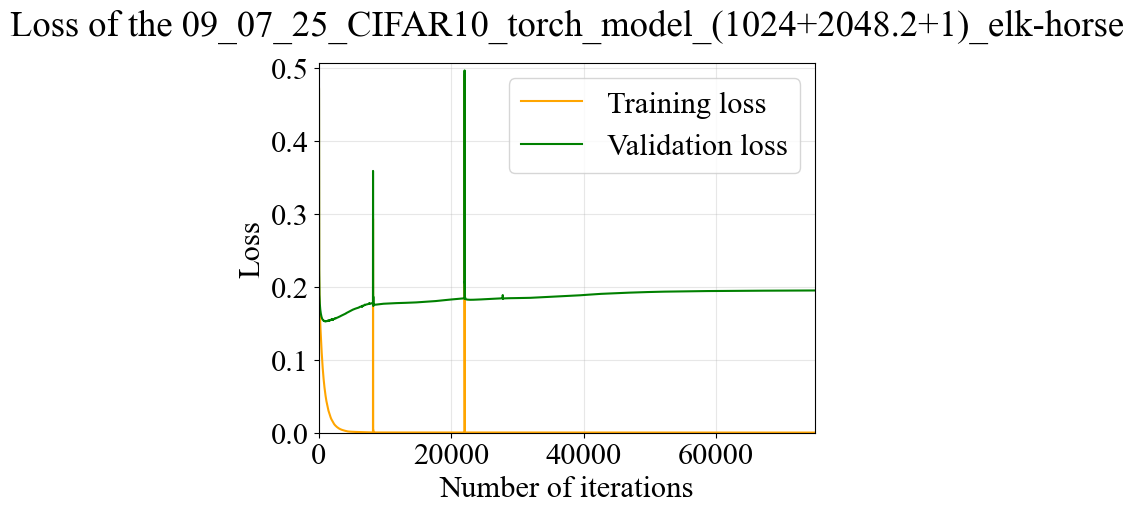 Loss of the 09_07_25_CIFAR10_torch_model_(1024+2048.2+1)_elk-horse
0.5
0.4
0.3
0.2
0.1
0.0
Loss
Training loss
Validation loss
0 20000 40000 60000
Number of iterations